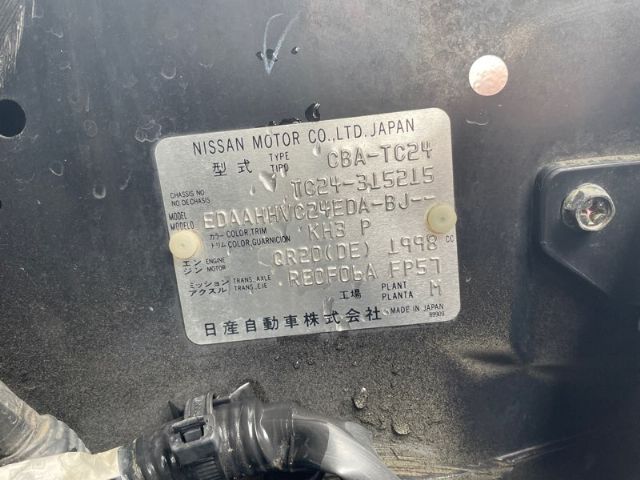 NISSAN MOTOR CO.,LTD.JAPAN
型式 TYPE TIPO CBA-TC24
CHASSIS NO. NO.DECHASIS TC24-315215
MODEL MODELO EDAAHHVC24EDA-BJ--
カラー COLOR,TRIM トリム COLOR,GUARNICION KH3 P
エンジン ENGINE MOTOR QR20(DE) 1998 CC
ミッション アクスル TRANS.,AXLE TRANS.,EJE RE0F06A FP57
工場 PLANT PLANTA M
日産自動車株式会社 MADE IN JAPAN